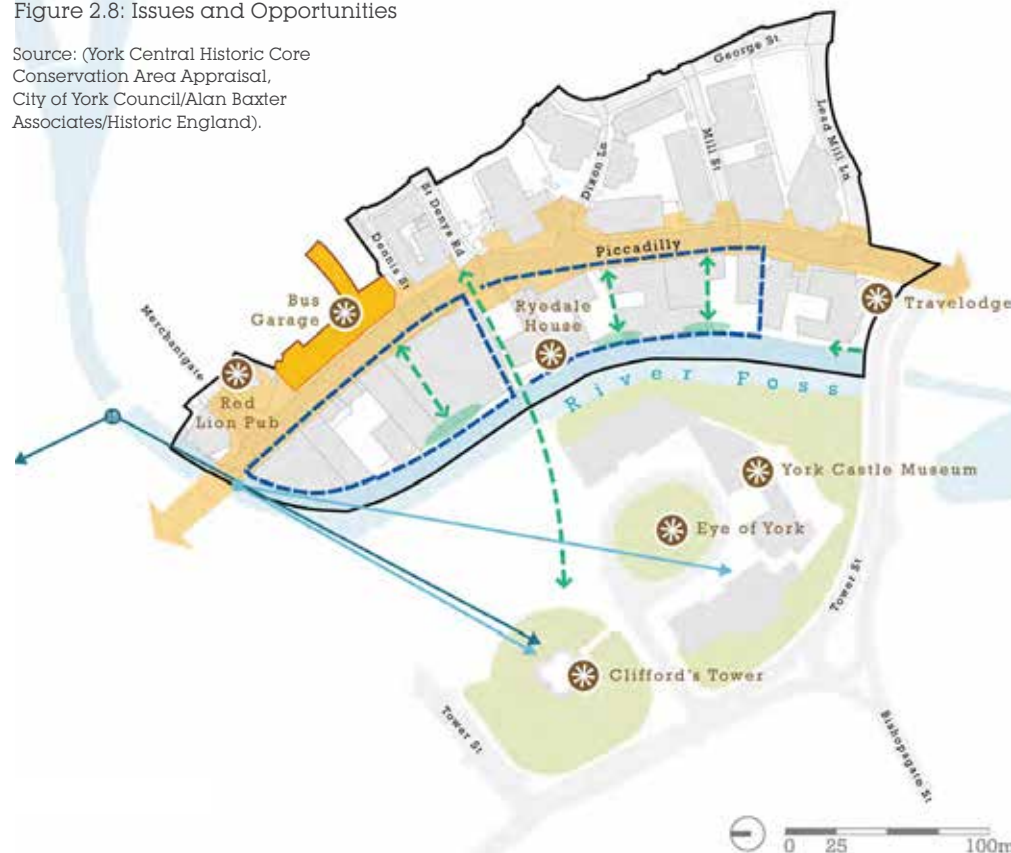 Figure 2.8: Issues and Opportunities
Source: (York Central Historic Core
Conservation Area Appraisal,
City of York Council/Alan Baxter
Associates/Historic England).
George St
Lead Mill Ln
Mill St
Dixon Ln
St Denys Rd
Dennis St
Piccadilly
Bus
Garage
Ryedale
House
Travelodge
Merchantgate
Red
Lion Pub
River Foss
York Castle Museum
Eye of York
Tower St
Clifford's Tower
Tower St
Bishopsgate St
0 25 100m